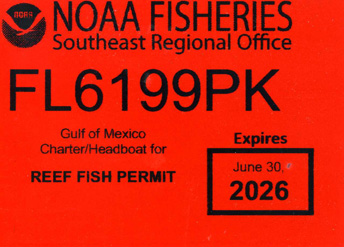 NOAA
NOAA FISHERIES
Southeast Regional Office
FL6199PK
Gulf of Mexico
Charter/Headboat for
REEF FISH PERMIT
Expires
June 30,
2026